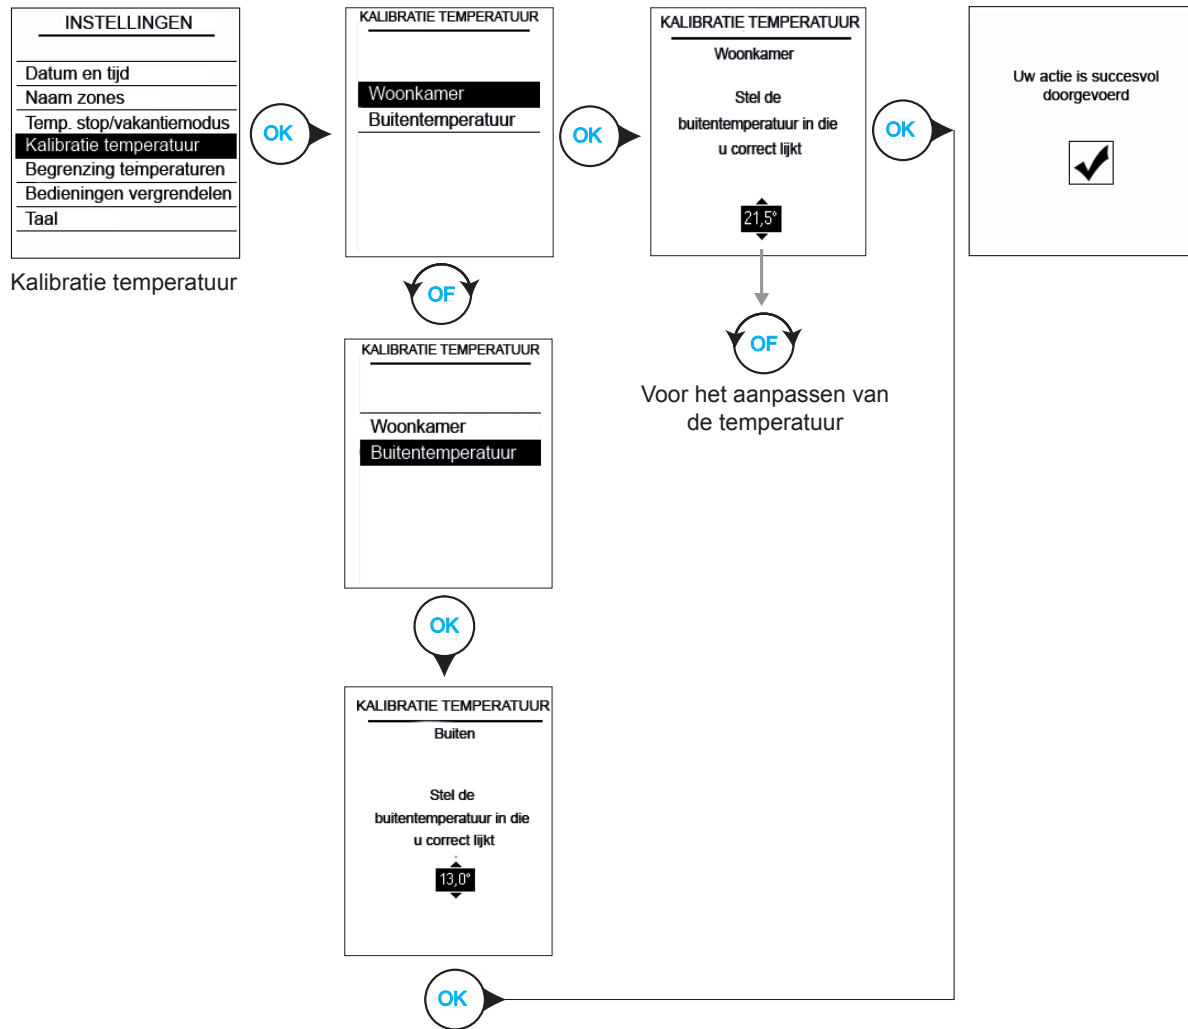 INSTELLINGEN
Datum en tijd
Naam zones
Temp. stop/vakantiemodus
Kalibratie temperatuur
Begrenzing temperaturen
Bedieningen vergrendelen
Taal
Kalibratie temperatuur
OK
KALIBRATIE TEMPERATUUR
Woonkamer
Buitentemperatuur
OK
KALIBRATIE TEMPERATUUR
Woonkamer
Stel de
buitentemperatuur in die
u correct lijkt
21,5°
OK
Uw actie is succesvol
doorgevoerd
OF
Voor het aanpassen van
de temperatuur
OF
KALIBRATIE TEMPERATUUR
Woonkamer
Buitentemperatuur
OK
KALIBRATIE TEMPERATUUR
Buiten
Stel de
buitentemperatuur in die
u correct lijkt
13,0°
OK